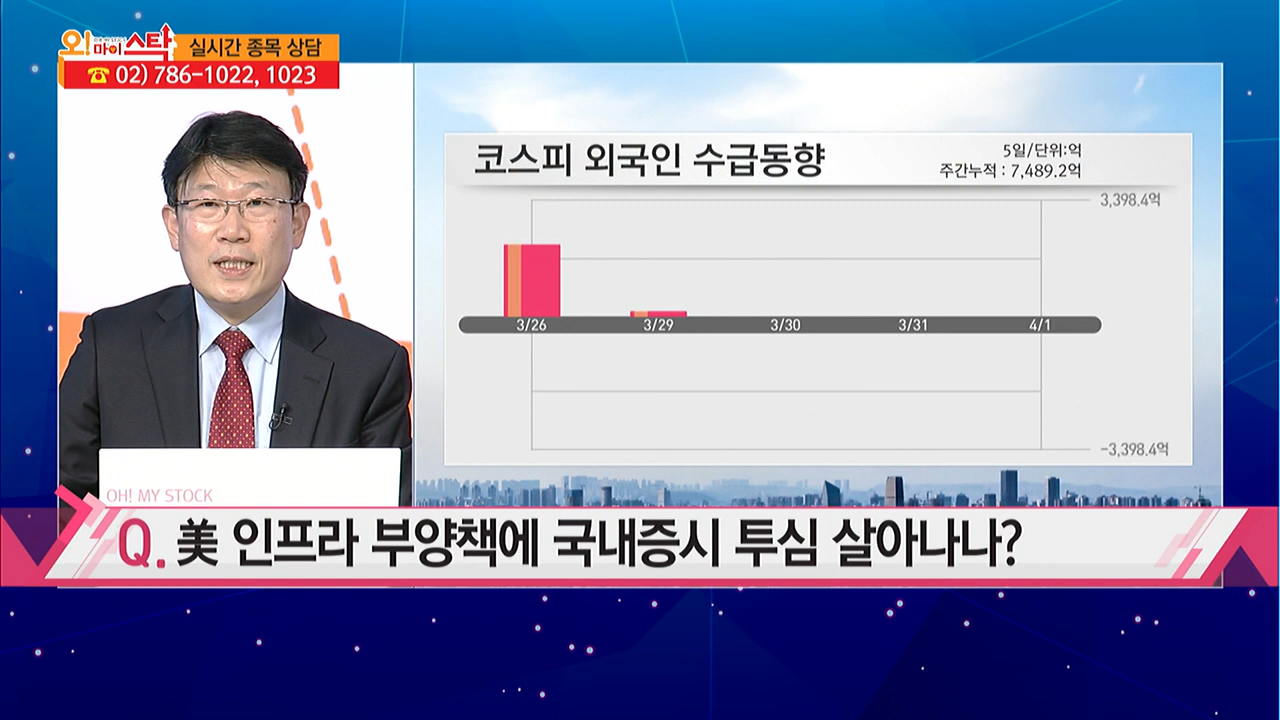 오! 마이 스탁
실시간 종목 상담
☎ 02) 786-1022, 1023
코스피 외국인 수급동향
5일/단위:억
주간누적 : 7,489.2억
3,398.4억
3/26 3/29 3/30 3/31 4/1
-3,398.4억
OH! MY STOCK
Q. 美 인프라 부양책에 국내증시 투심 살아나나?